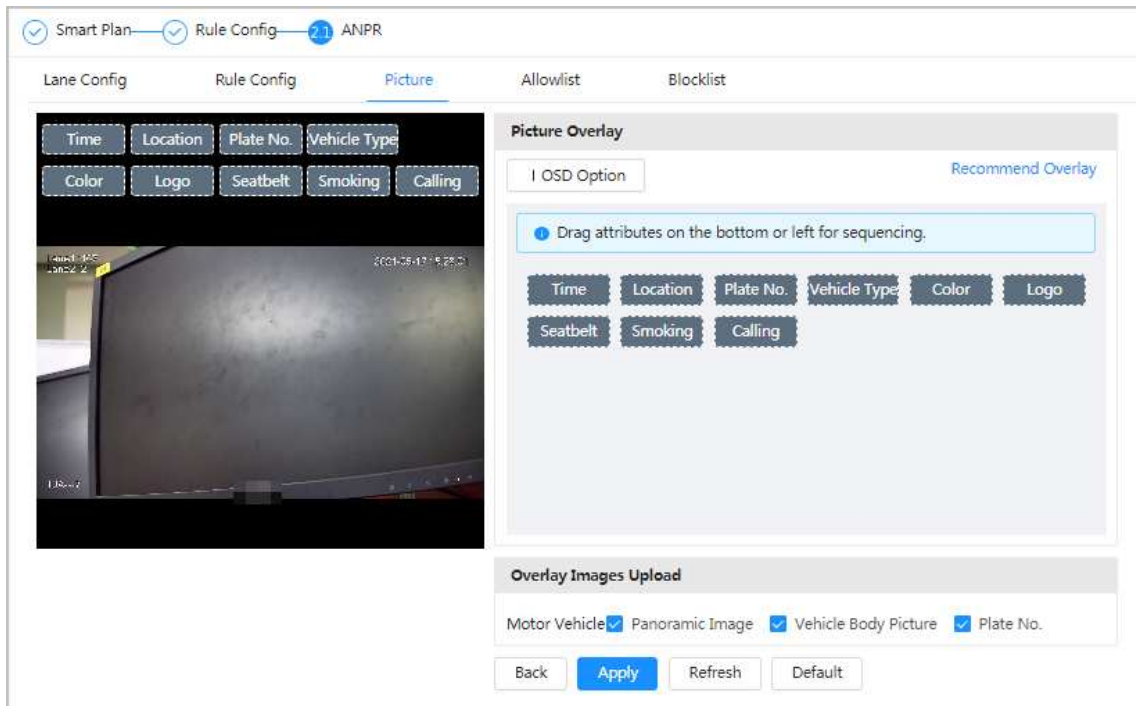 Smart Plan Rule Config 2.1 ANPR
Lane Config Rule Config Picture Allowlist Blocklist
Time Location Plate No. Vehicle Type
Color Logo Seatbelt Smoking Calling
Picture Overlay
I OSD Option Recommend Overlay
Drag attributes on the bottom or left for sequencing.
Time Location Plate No. Vehicle Type Color Logo
Seatbelt Smoking Calling
Overlay Images Upload
Motor Vehicle Panoramic Image Vehicle Body Picture Plate No.
Back Apply Refresh Default